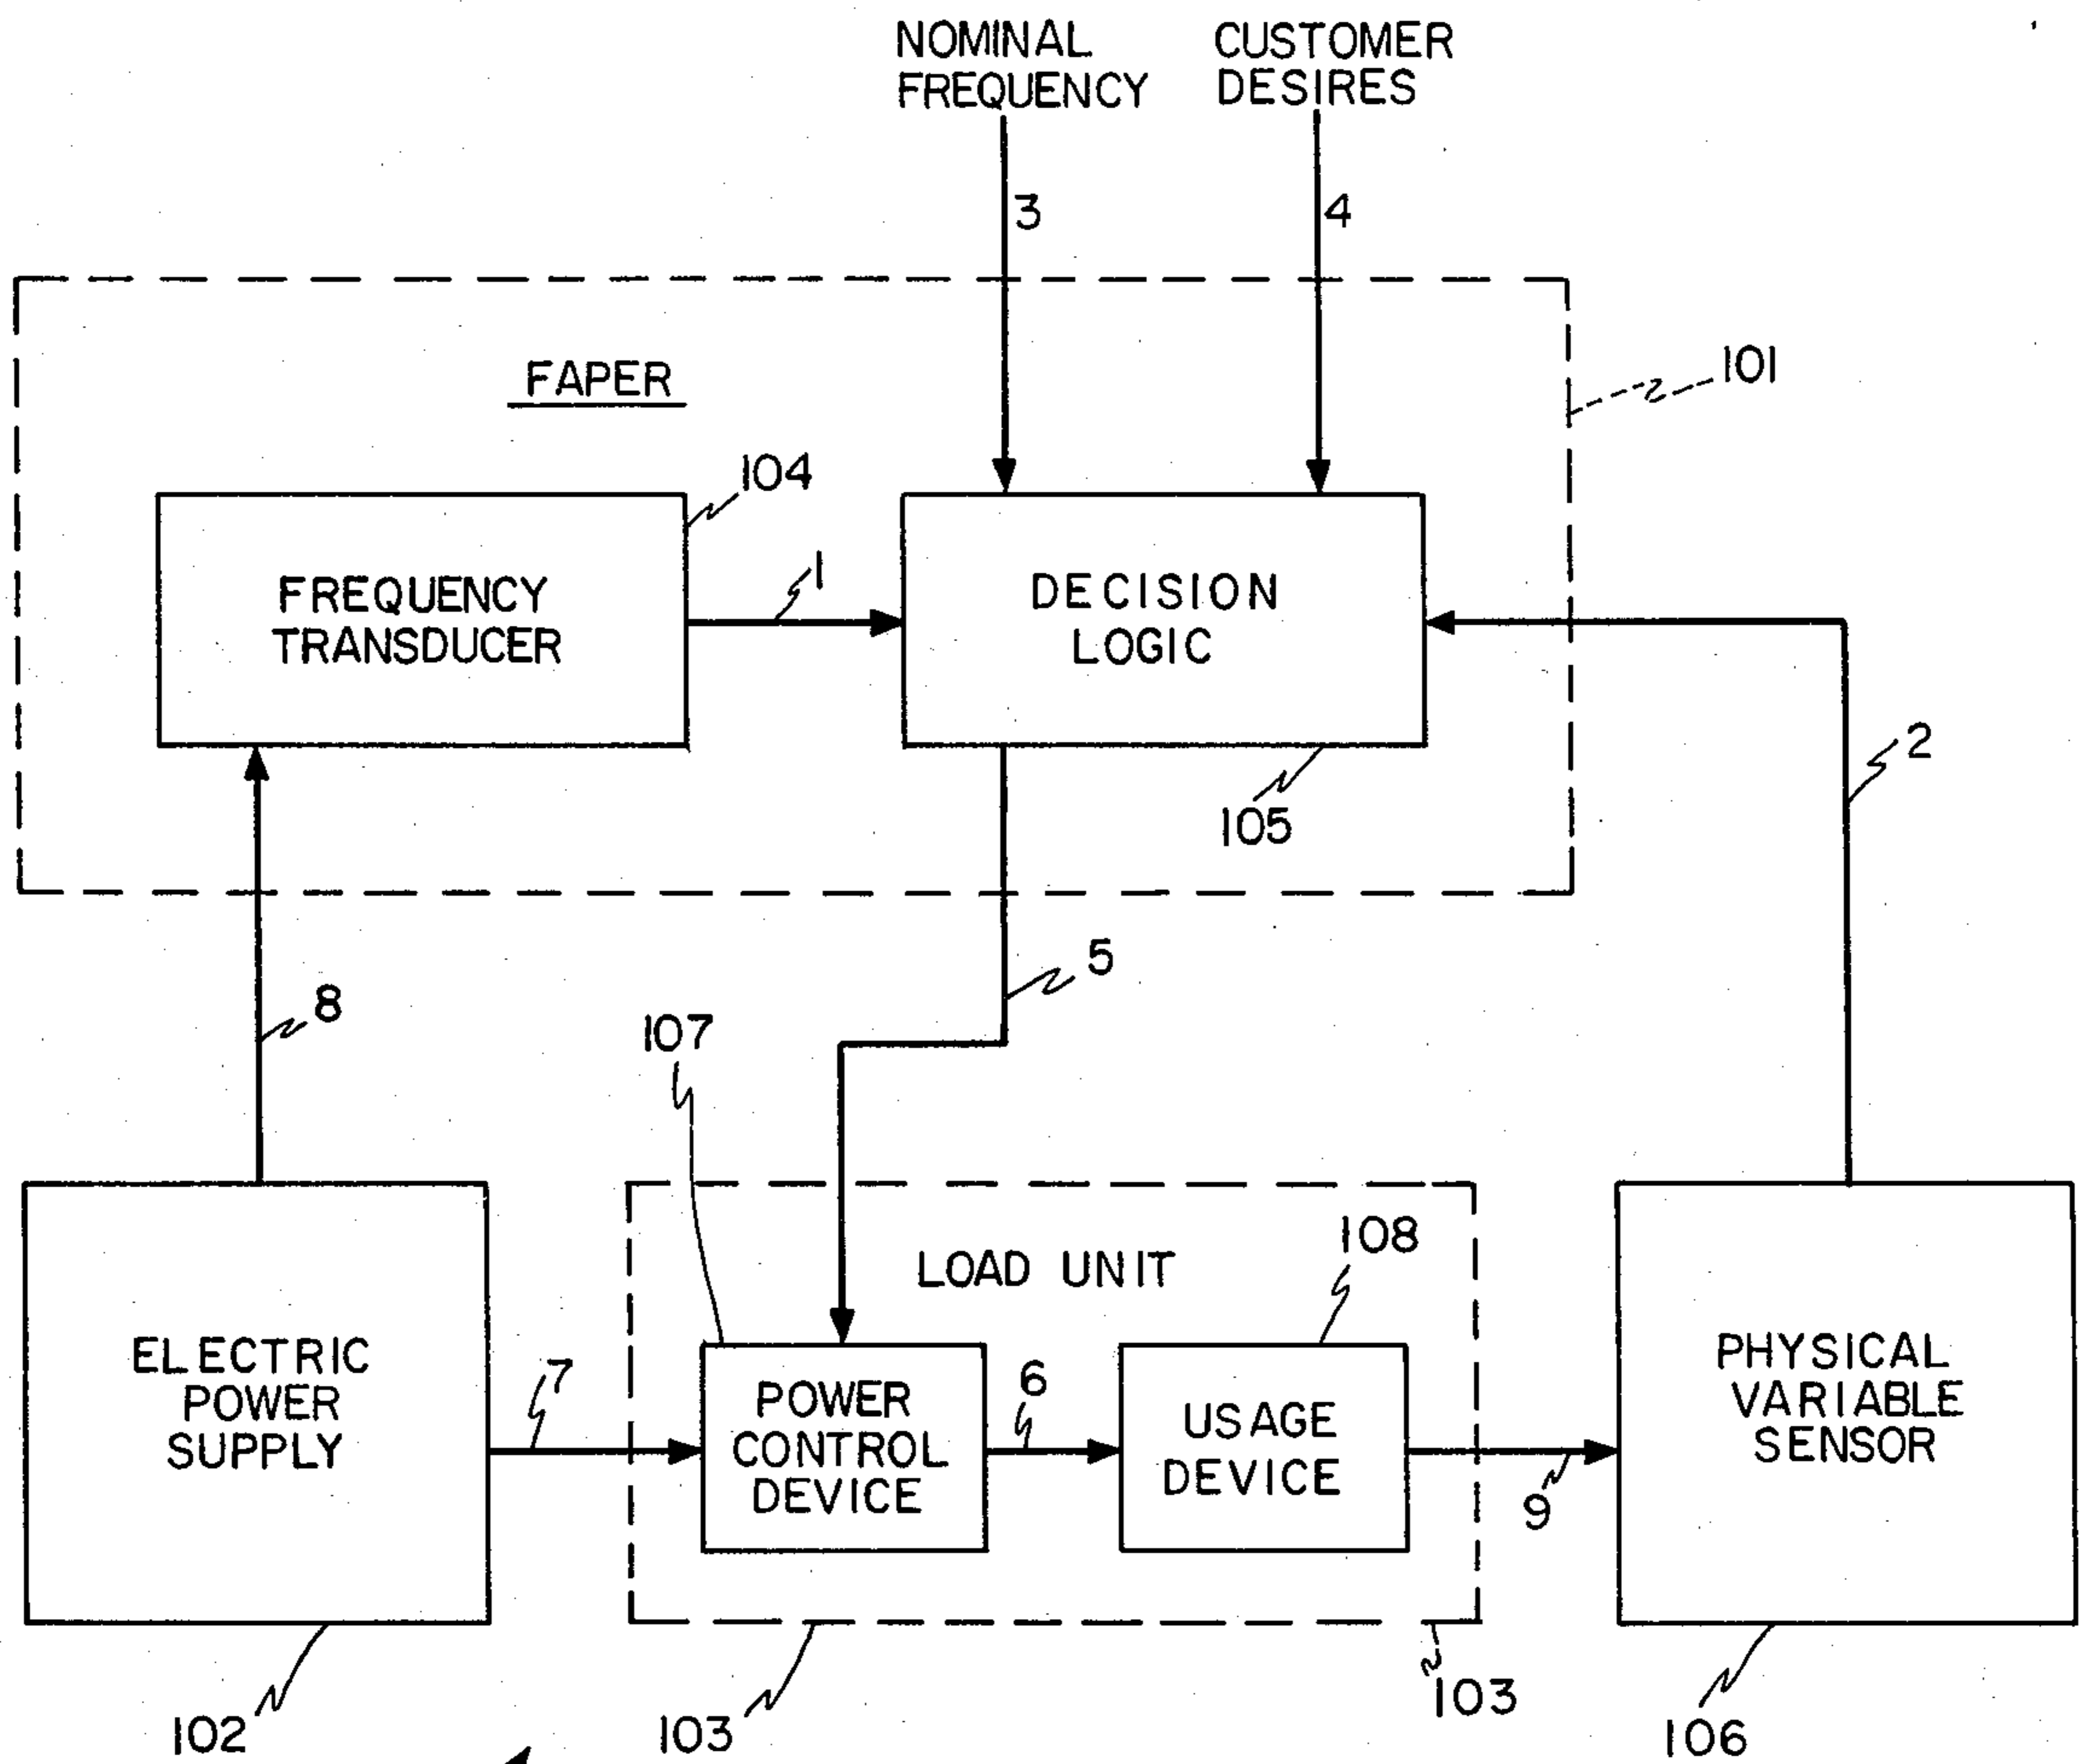 NOMINAL
FREQUENCY
CUSTOMER
DESIRES
3
4
FAPER
101
104
FREQUENCY
TRANSDUCER
1
DECISION
LOGIC
2
105
5
8
107
LOAD UNIT
108
ELECTRIC
POWER
SUPPLY
7
POWER
CONTROL
DEVICE
6
USAGE
DEVICE
9
PHYSICAL
VARIABLE
SENSOR
102
103
103
106